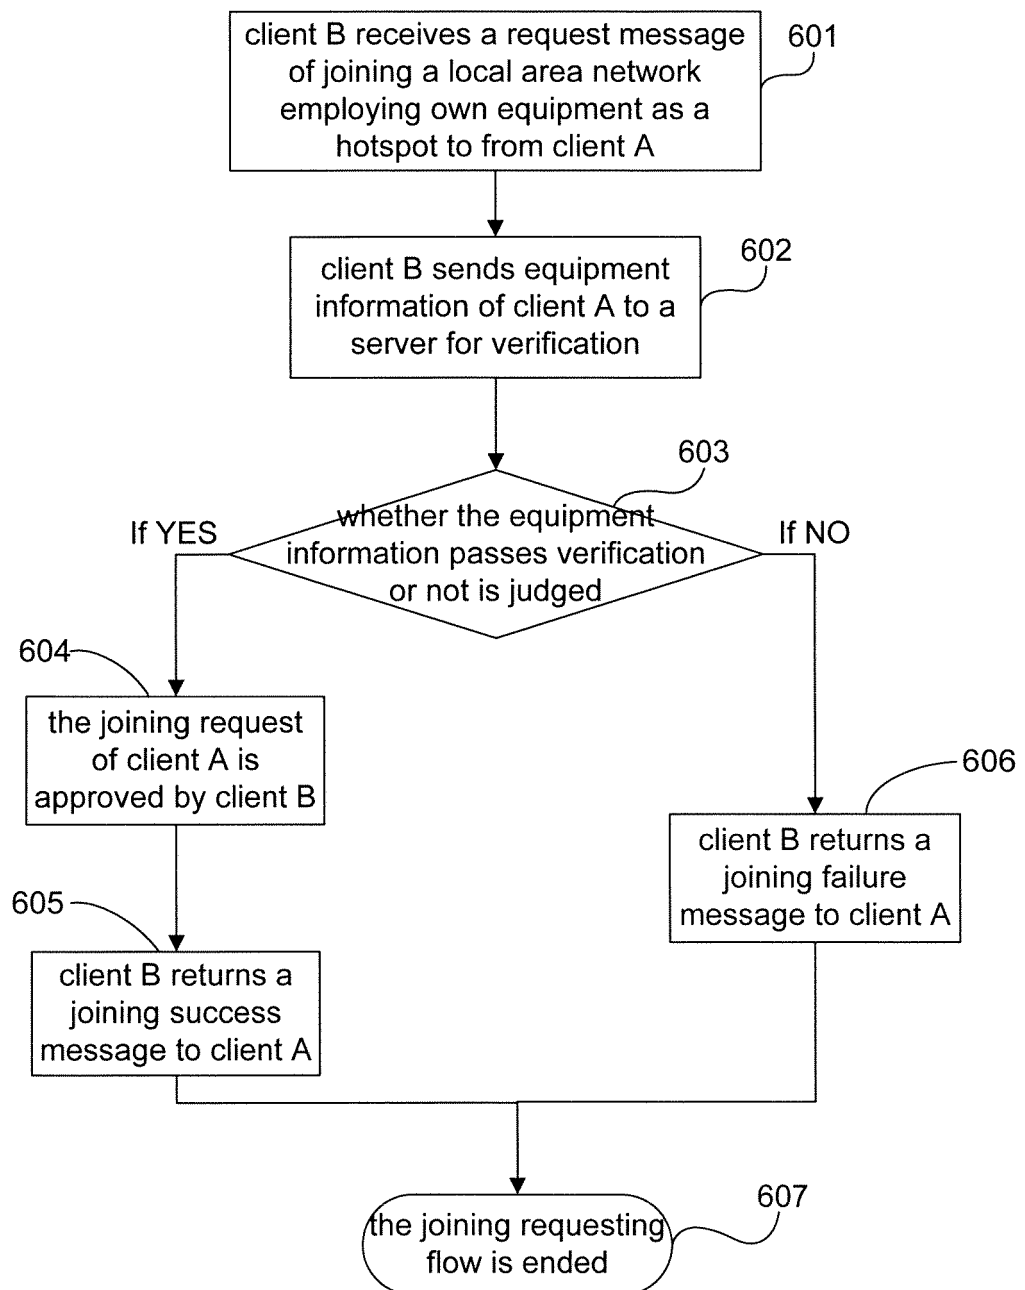 client B receives a request message
of joining a local area network
employing own equipment as a
hotspot to from client A
601
client B sends equipment
information of client A to a
server for verification
602
603
If YES
whether the equipment
information passes verification
or not is judged
If NO
604
the joining request
of client A is
approved by client B
606
client B returns a
joining failure
message to client A
605
client B returns a
joining success
message to client A
607
the joining requesting
flow is ended